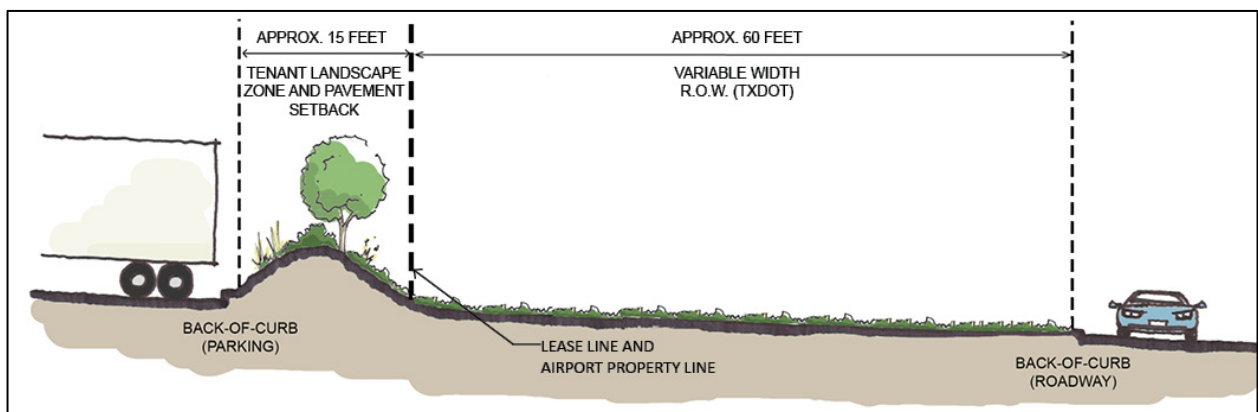 APPROX. 15 FEET
TENANT LANDSCAPE
ZONE AND PAVEMENT
SETBACK
APPROX. 60 FEET
VARIABLE WIDTH
R.O.W. (TXDOT)
BACK-OF-CURB
(PARKING)
LEASE LINE AND
AIRPORT PROPERTY LINE
BACK-OF-CURB
(ROADWAY)